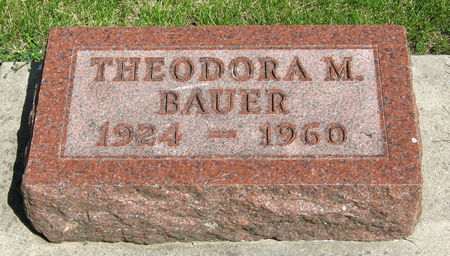 THEODORA M.
BAUER
1924 — 1960